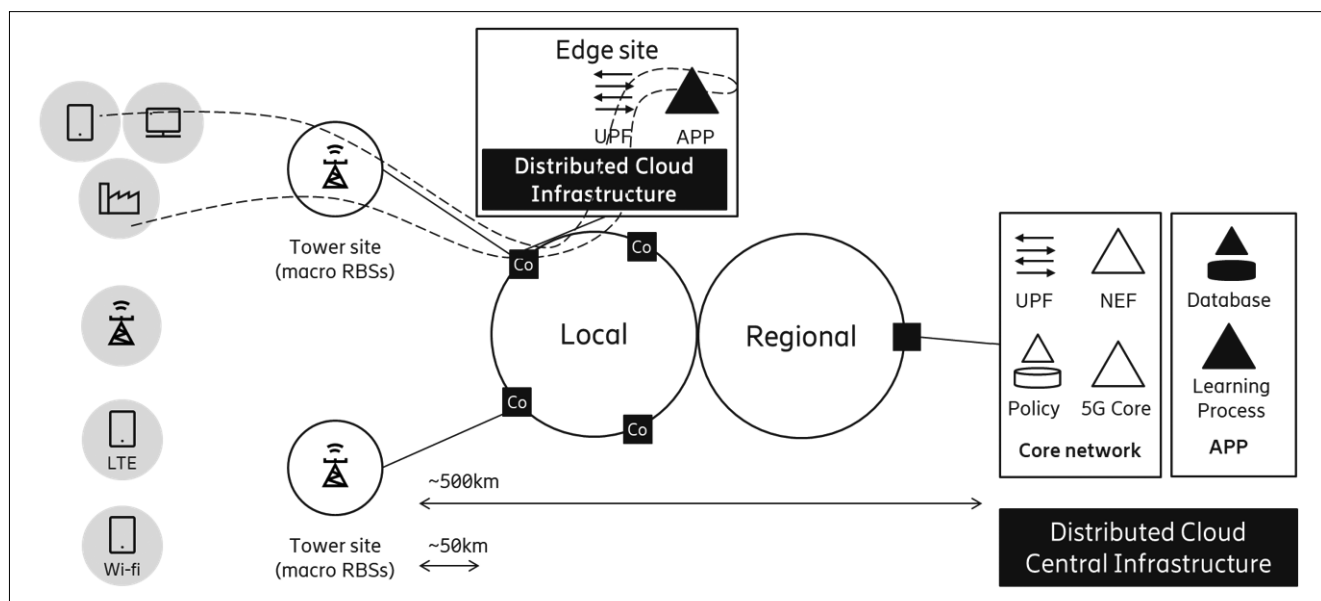 Edge site
UPF
APP
Distributed Cloud
Infrastructure
Tower site
(macro RBSs)
Co
Co
Local
Regional
Co
Co
UPF
NEF
Policy
5G Core
Core network
Database
Learning
Process
APP
LTE
Wi-fi
Tower site
(macro RBSs)
~500km
~50km
Distributed Cloud
Central Infrastructure